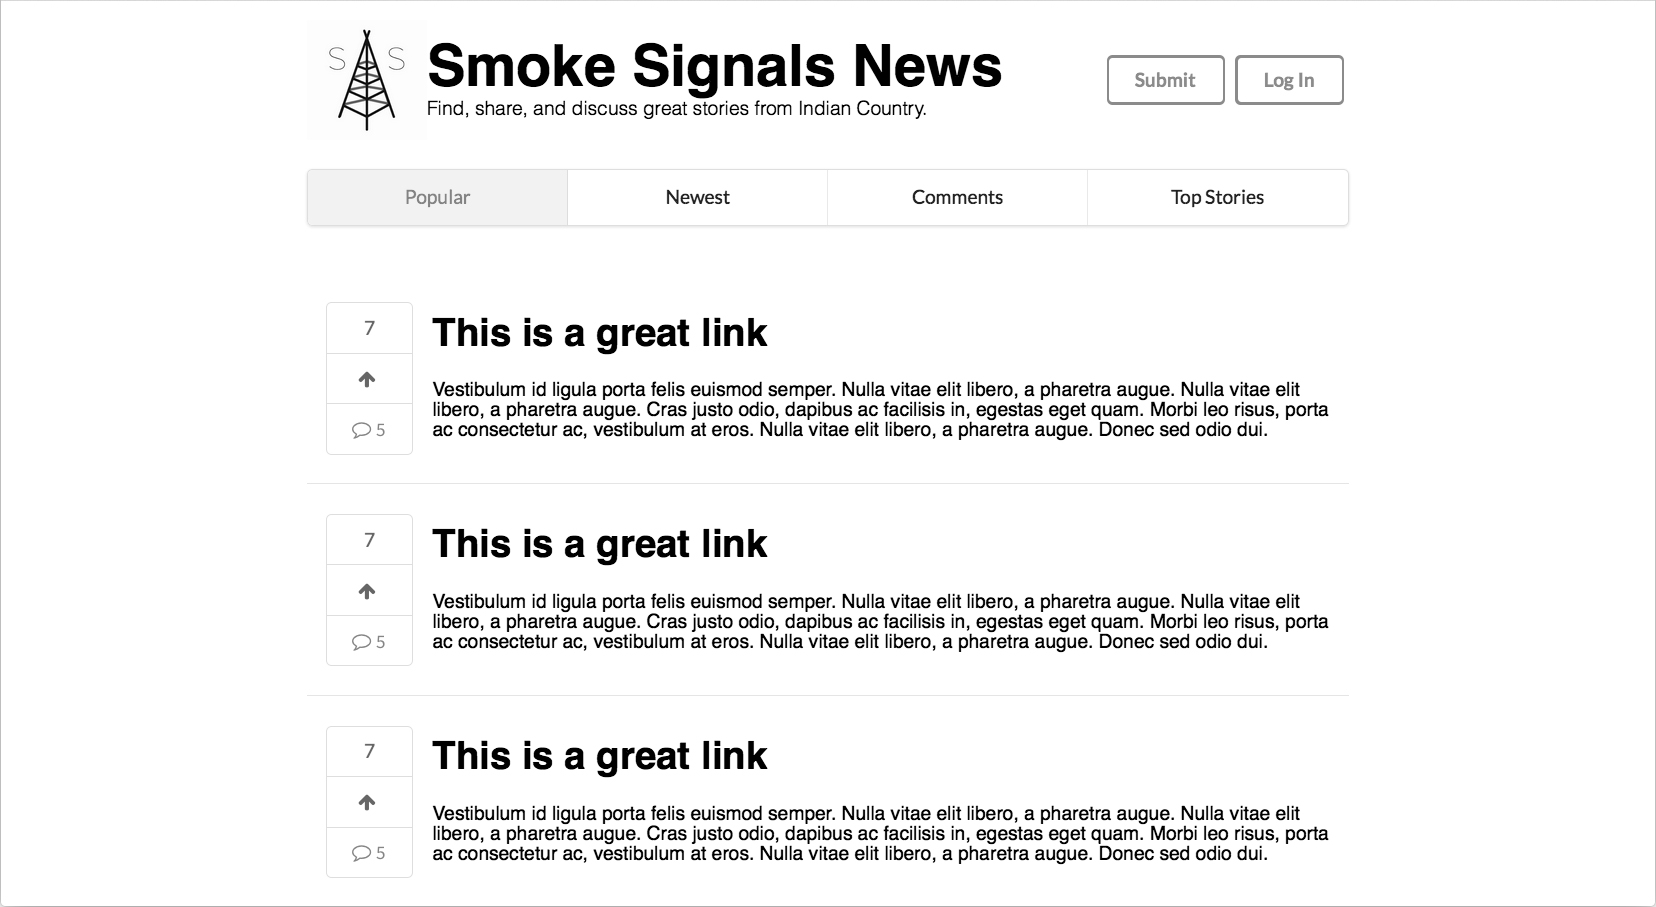 S S
Smoke Signals News
Find, share, and discuss great stories from Indian Country.
Submit
Log In
Popular
Newest
Comments
Top Stories
7
This is a great link
Vestibulum id ligula porta felis euismod semper. Nulla vitae elit libero, a pharetra augue. Nulla vitae elit
libero, a pharetra augue. Cras justo odio, dapibus ac facilisis in, egestas eget quam. Morbi leo risus, porta
ac consectetur ac, vestibulum at eros. Nulla vitae elit libero, a pharetra augue. Donec sed odio dui.
5
7
This is a great link
Vestibulum id ligula porta felis euismod semper. Nulla vitae elit libero, a pharetra augue. Nulla vitae elit
libero, a pharetra augue. Cras justo odio, dapibus ac facilisis in, egestas eget quam. Morbi leo risus, porta
ac consectetur ac, vestibulum at eros. Nulla vitae elit libero, a pharetra augue. Donec sed odio dui.
5
7
This is a great link
Vestibulum id ligula porta felis euismod semper. Nulla vitae elit libero, a pharetra augue. Nulla vitae elit
libero, a pharetra augue. Cras justo odio, dapibus ac facilisis in, egestas eget quam. Morbi leo risus, porta
ac consectetur ac, vestibulum at eros. Nulla vitae elit libero, a pharetra augue. Donec sed odio dui.
5